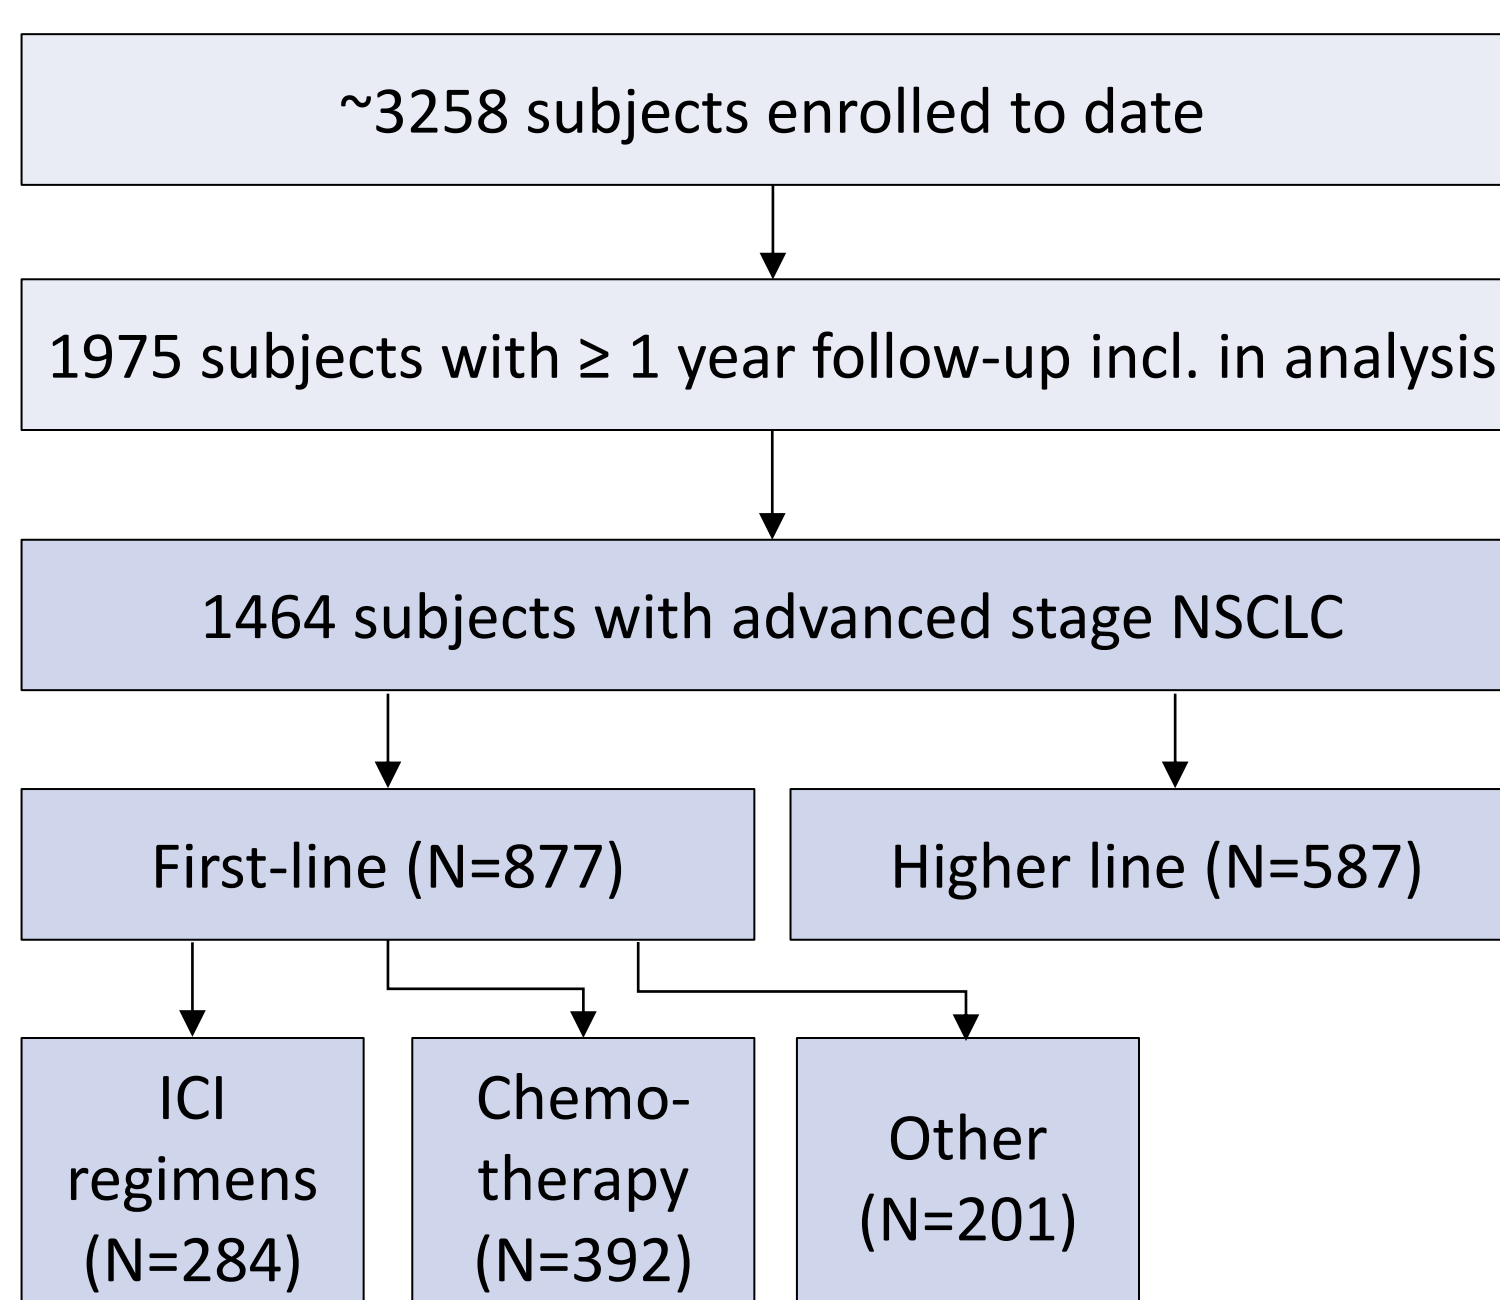 ~3258 subjects enrolled to date
1975 subjects with ≥ 1 year follow-up incl. in analysis
1464 subjects with advanced stage NSCLC
First-line (N=877)
Higher line (N=587)
ICI
regimens
(N=284)
Chemo-
therapy
(N=392)
Other
(N=201)